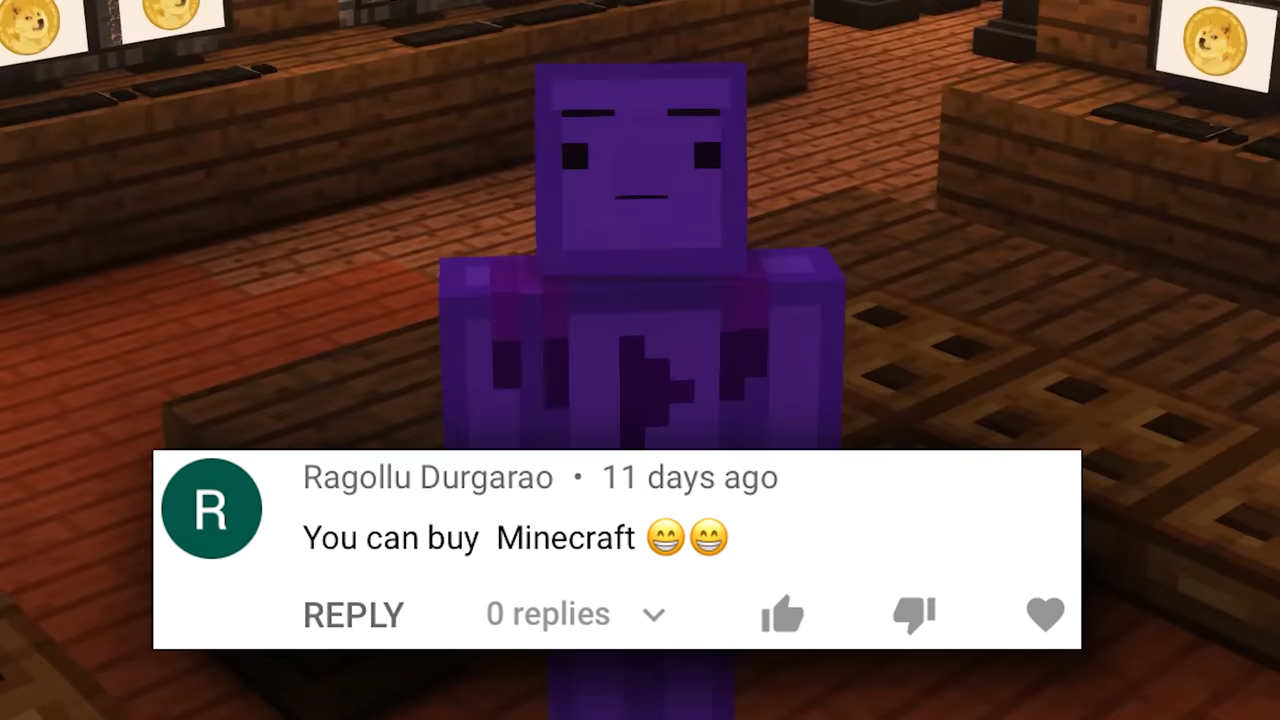 R
Ragollu Durgarao • 11 days ago
You can buy  Minecraft 😁😁
REPLY
0 replies